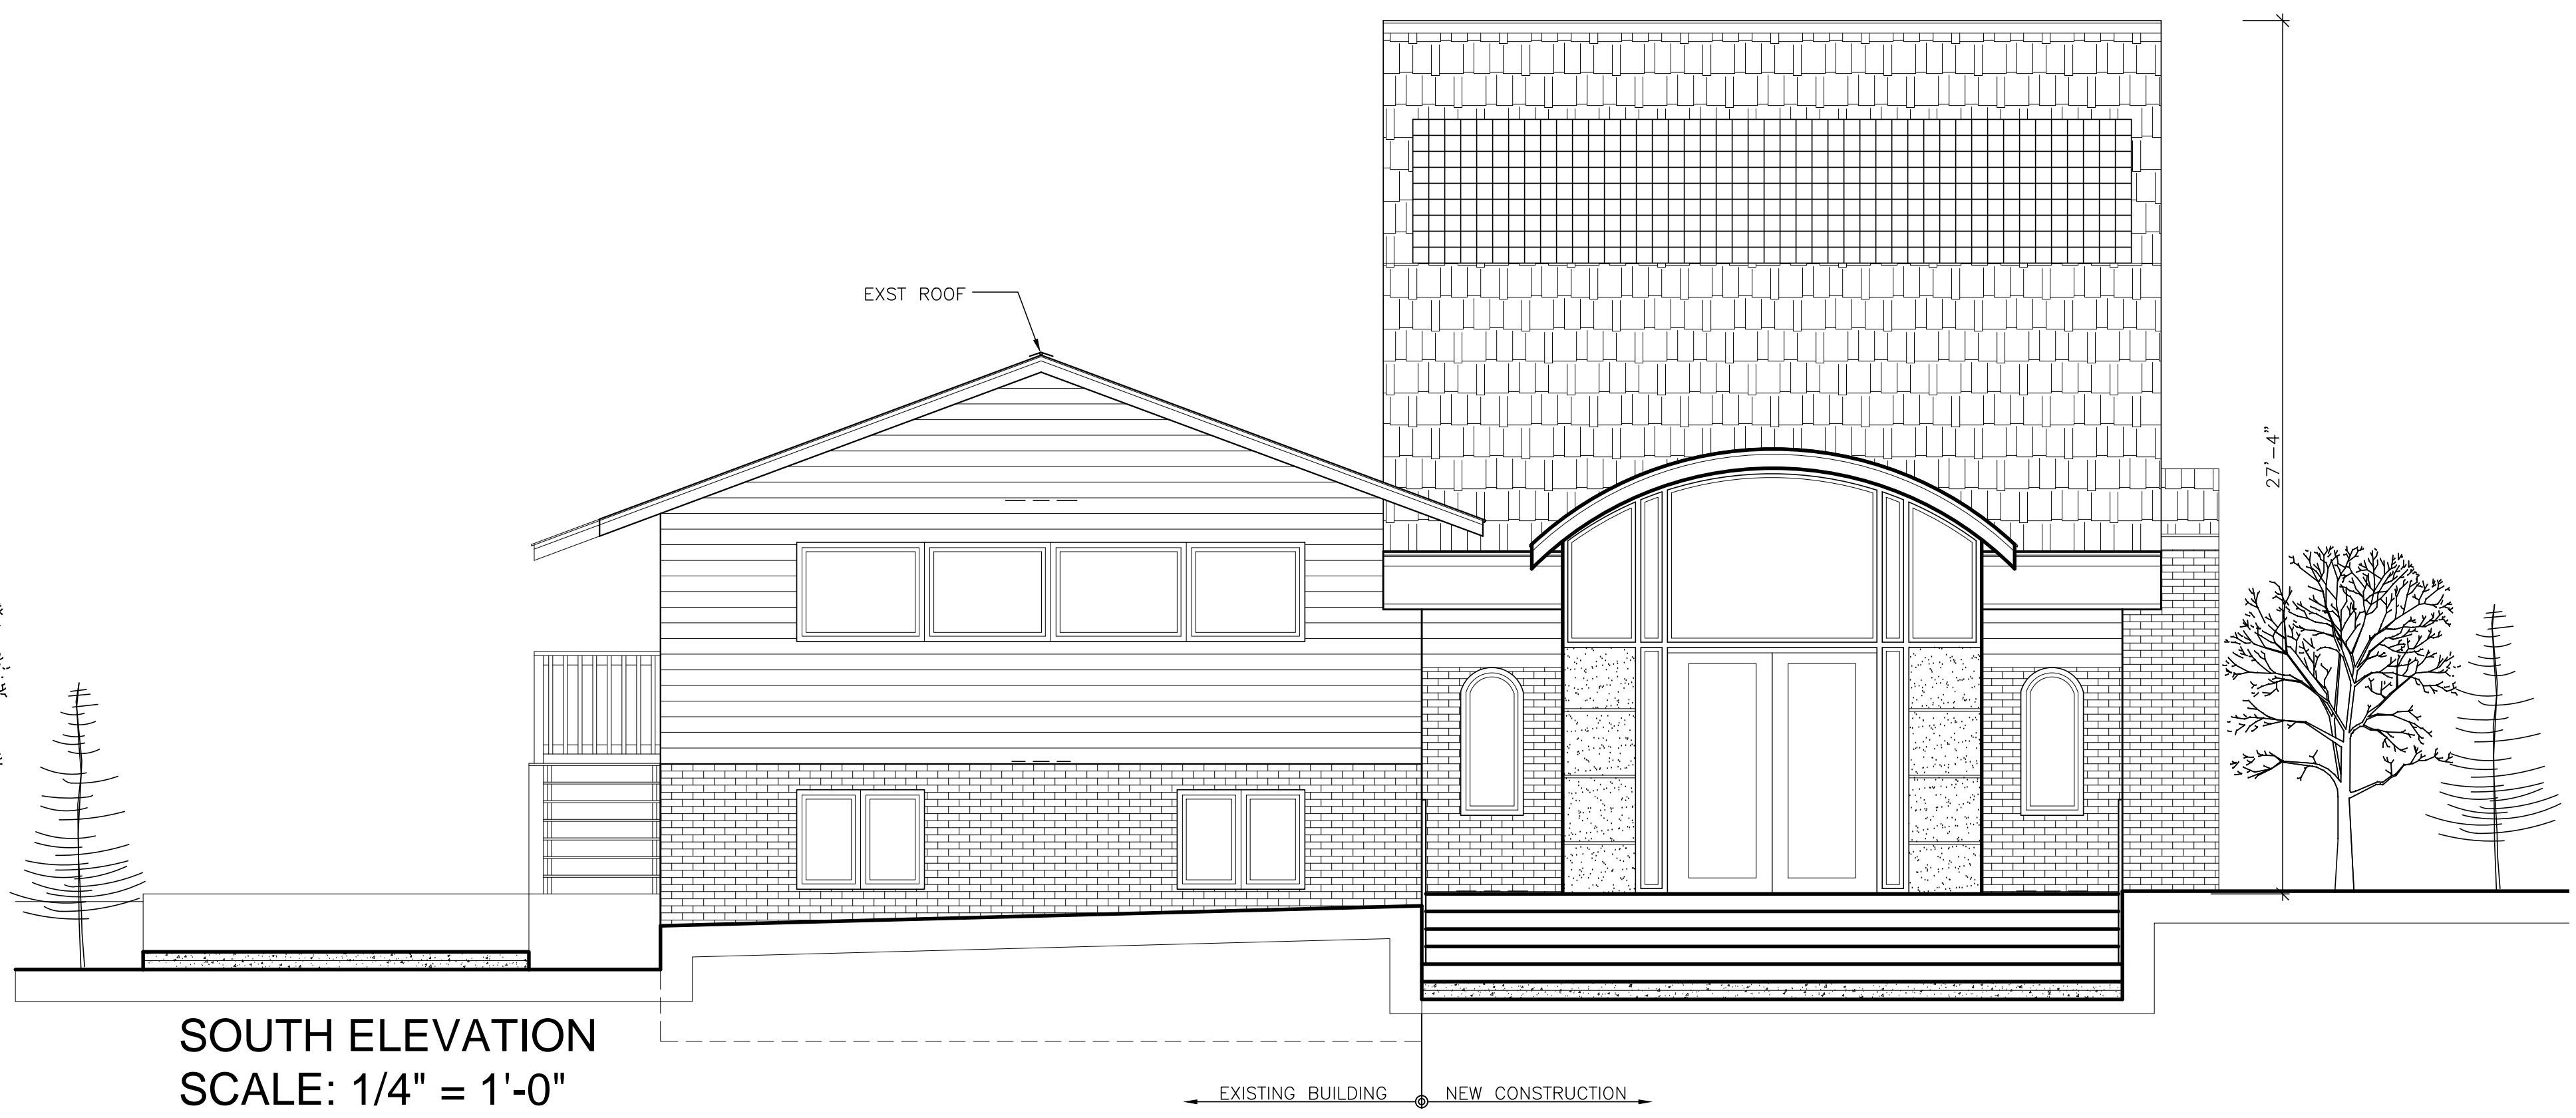 EXST ROOF
27'-4"
SOUTH ELEVATION
SCALE: 1/4" = 1'-0"
EXISTING BUILDING
NEW CONSTRUCTION